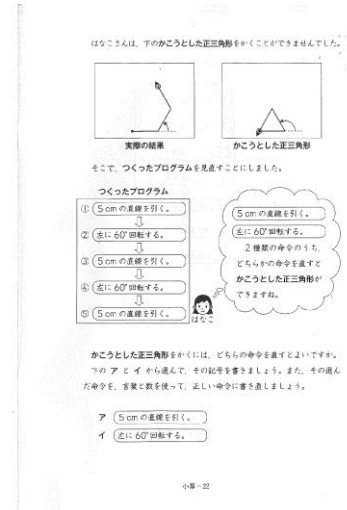 はなこさんは、下のかこうとした正三角形をかくことができませんでした。
実際の結果
かこうとした正三角形
そこで、つくったプログラムを見直すことにしました。
つくったプログラム
① 5cmの直線を引く。
② 左に60°回転する。
③ 5cmの直線を引く。
④ 左に60°回転する。
⑤ 5cmの直線を引く。
5cmの直線を引く。
左に60°回転する。
2種類の命令のうち、
どちらかの命令を直すと
かこうとした正三角形が
できますね。
はなこ
かこうとした正三角形をかくには、どちらの命令を直すとよいですか。
下の ア と イ から選んで、その記号を書きましょう。また、その選ん
だ命令を、言葉と数を使って、正しい命令に書き直しましょう。
ア 5cmの直線を引く。
イ 左に60°回転する。
小算－22